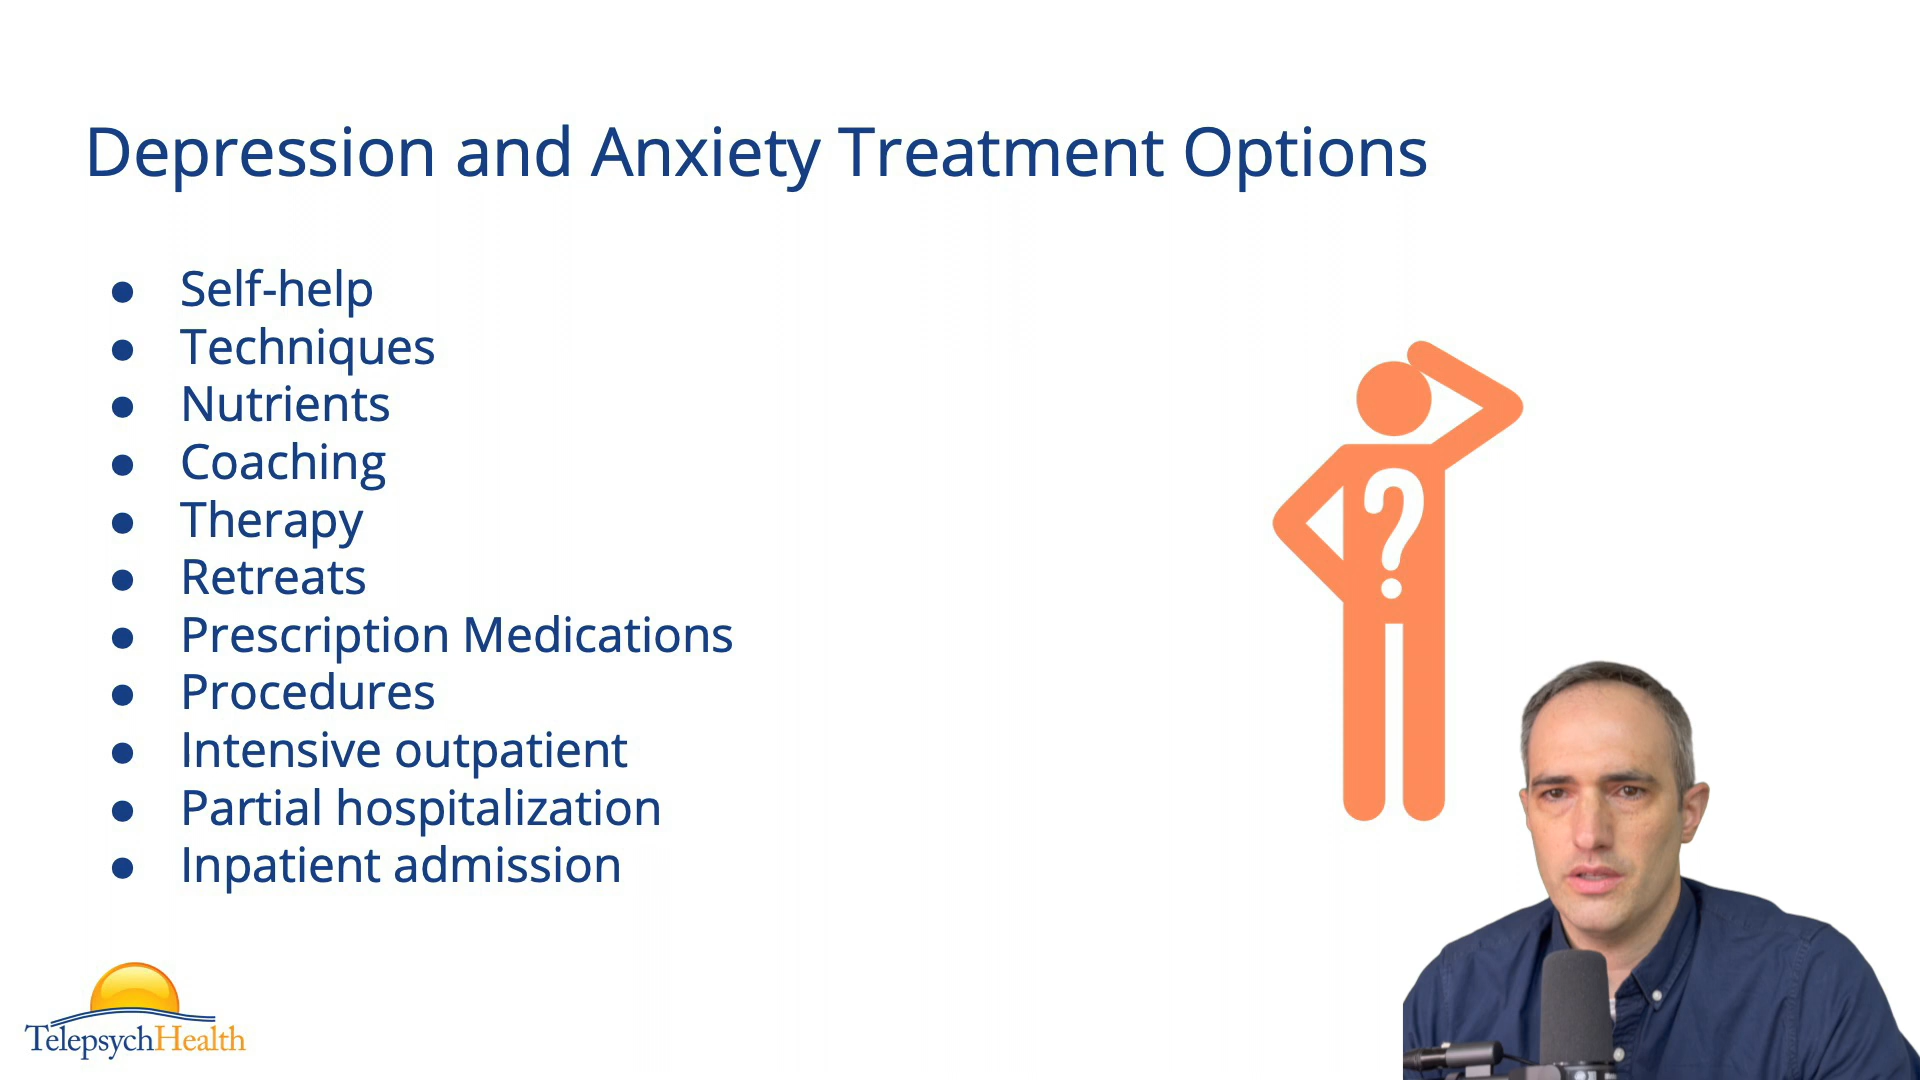 Depression and Anxiety Treatment Options
● Self-help
● Techniques
● Nutrients
● Coaching
● Therapy
● Retreats
● Prescription Medications
● Procedures
● Intensive outpatient
● Partial hospitalization
● Inpatient admission
?
TelepsychHealth